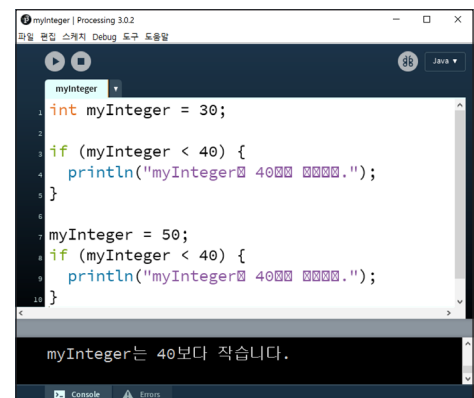 myInteger | Processing 3.0.2
파일 편집 스케치 Debug 도구 도움말
Java
myInteger
1 int myInteger = 30;
2
3 if (myInteger < 40) {
4 println("myInteger□ 40□□ □□□□.");
5 }
6
7 myInteger = 50;
8 if (myInteger < 40) {
9 println("myInteger□ 40□□ □□□□.");
10 }
myInteger는 40보다 작습니다.
Console Errors